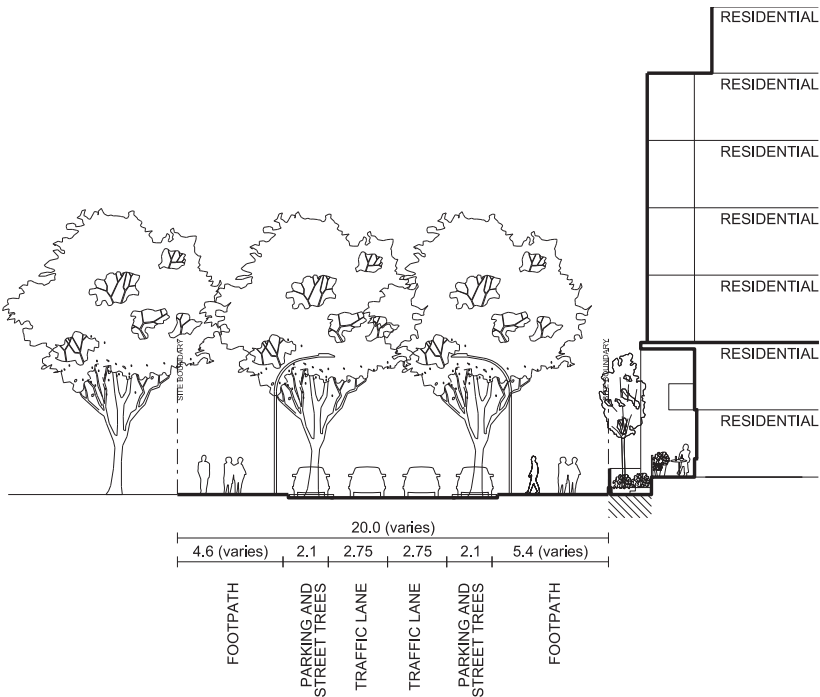 RESIDENTIAL
RESIDENTIAL
RESIDENTIAL
RESIDENTIAL
RESIDENTIAL
RESIDENTIAL
RESIDENTIAL
SITE BOUNDARY
20.0 (varies)
4.6 (varies)
2.1
2.75
2.75
2.1
5.4 (varies)
FOOTPATH
PARKING AND
STREET TREES
TRAFFIC LANE
TRAFFIC LANE
PARKING AND
STREET TREES
FOOTPATH